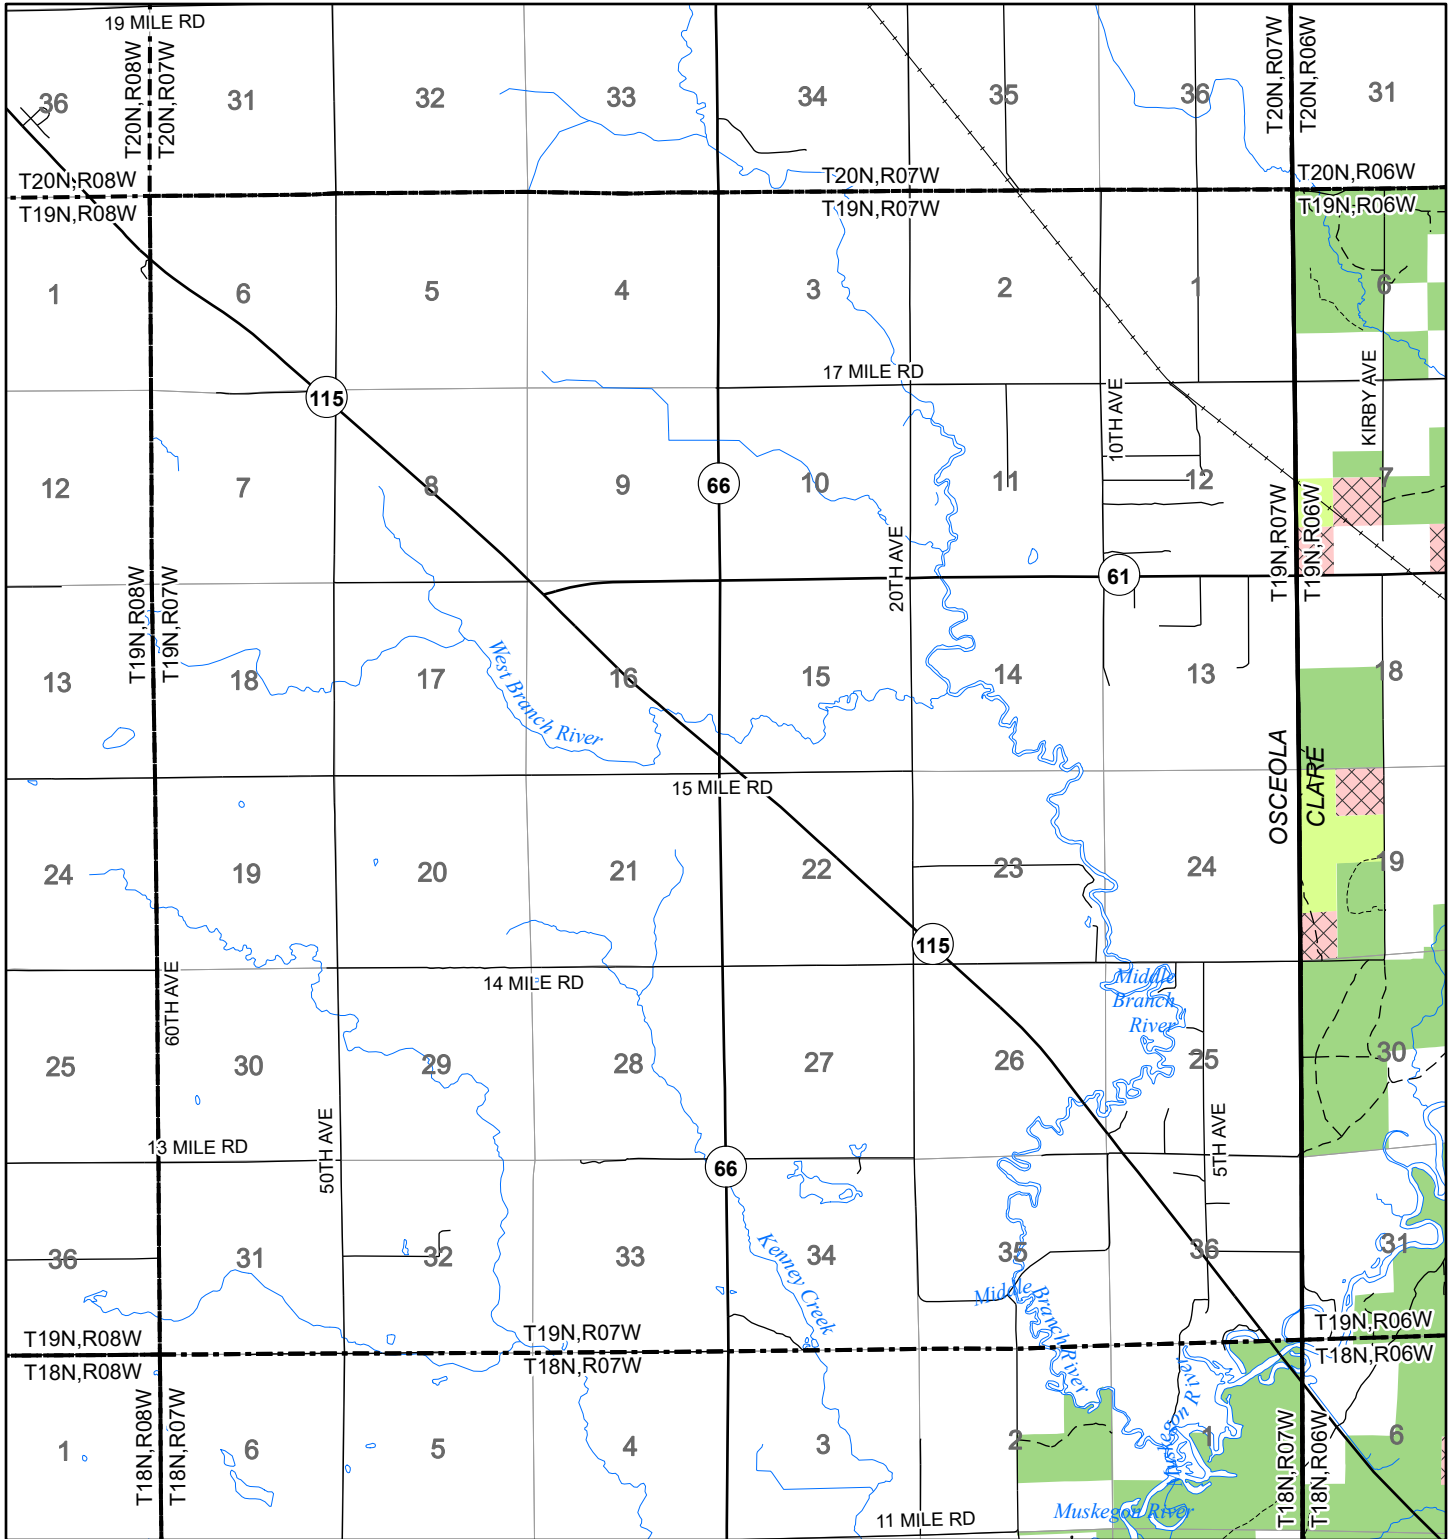 19 MILE RD
T20N,R08W
T20N,R07W
T20N,R07W
T20N,R06W
36
31
32
33
34
35
36
31
T20N,R08W
T20N,R07W
T20N,R06W
T19N,R08W
T19N,R07W
T19N,R06W
1
6
5
4
3
2
1
6
17 MILE RD
KIRBY AVE
115
10TH AVE
12
7
8
9
66
10
11
12
7
T19N,R07W
T19N,R06W
20TH AVE
61
T19N,R08W
T19N,R07W
13
18
17
West Branch River
16
15
14
13
18
15 MILE RD
OSCEOLA
CLARE
24
19
20
21
22
23
24
19
115
14 MILE RD
60TH AVE
Middle
Branch
River
25
30
29
28
27
26
25
30
13 MILE RD
50TH AVE
66
5TH AVE
36
31
32
33
Kenney Creek
34
35
36
31
Middle Branch River
T19N,R08W
T19N,R07W
T19N,R06W
T18N,R08W
T18N,R07W
T18N,R06W
T18N,R08W
T18N,R07W
1
6
5
4
3
2
Muskegon River
1
T18N,R07W
T18N,R06W
6
11 MILE RD
Muskegon River